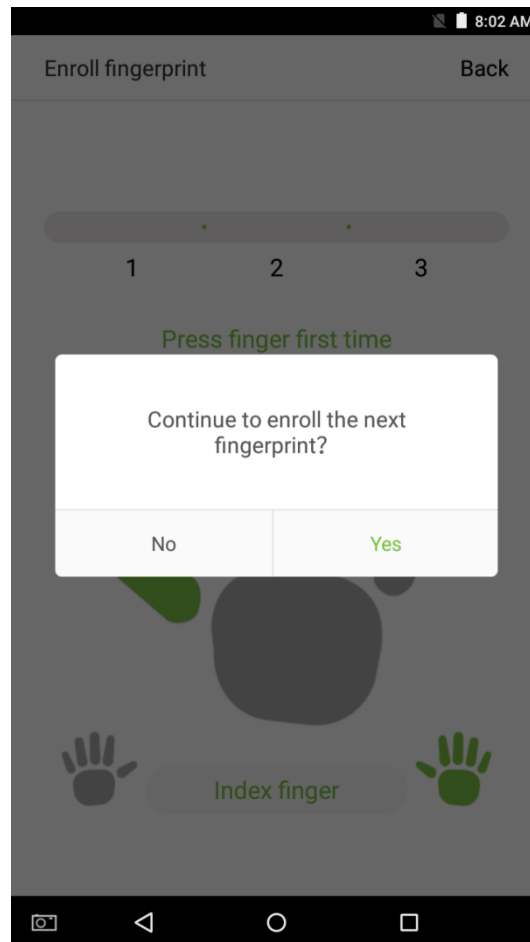 8:02 AM
Enroll fingerprint Back
1 2 3
Press finger first time
Continue to enroll the next
fingerprint?
No Yes
Index finger